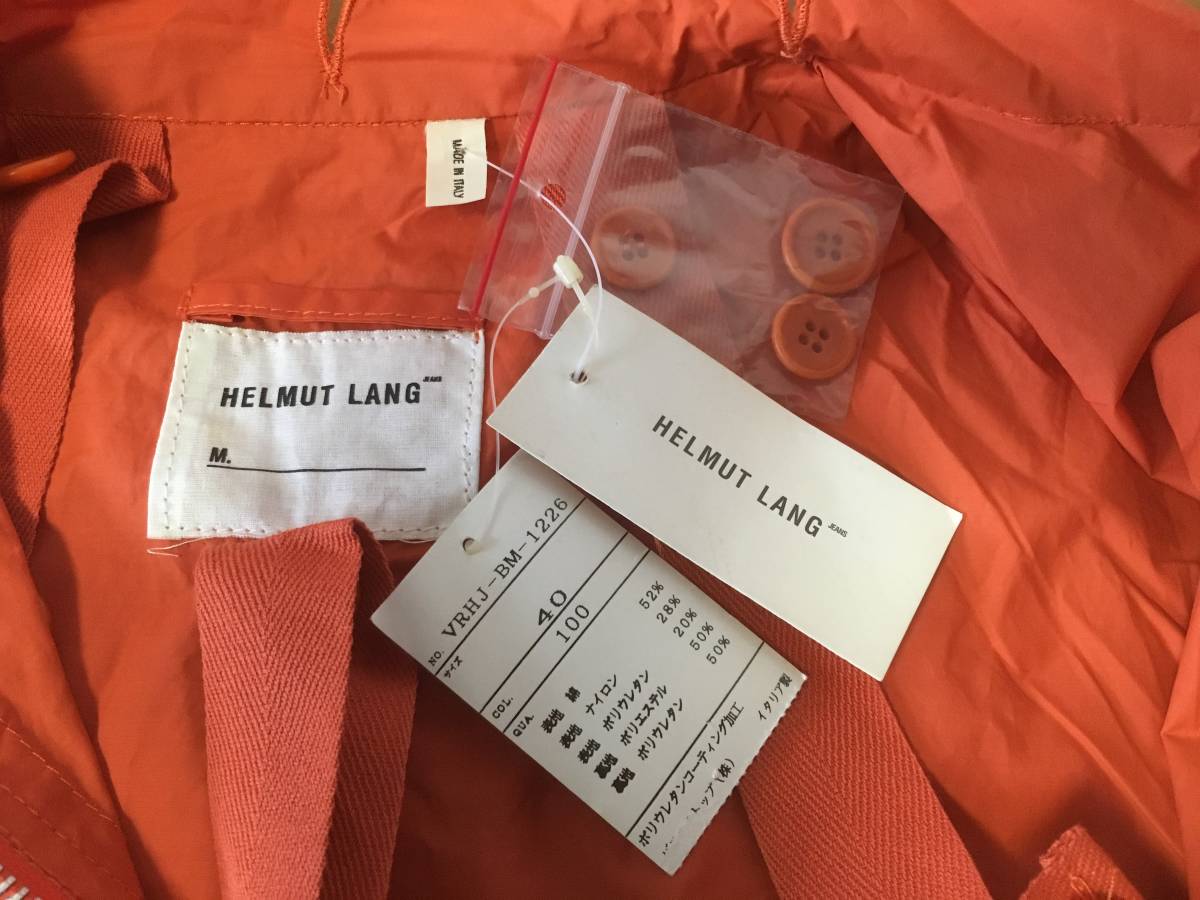 MADE IN ITALY
HELMUT LANG JEANS
M.
HELMUT LANG JEANS
NO. VRHJ-BM-1226
サイズ 40
COL. 100
QUA.
表地 綿 52%
表地 ナイロン 28%
表地 ポリウレタン 20%
裏地 ポリエステル 50%
裏地 ポリウレタン 50%
ポリウレタンコーティング加工
イタリア製
トップ(株)